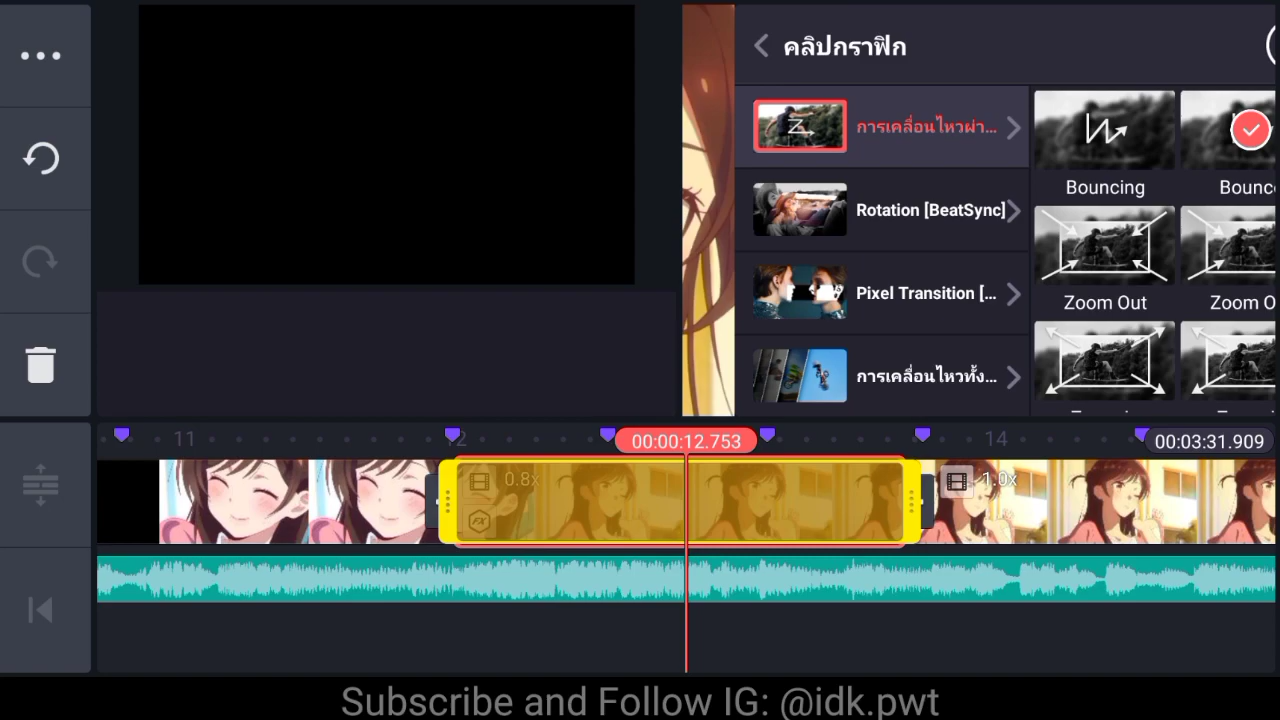 คลิปกราฟิก
การเคลื่อนไหวผ่า...
Rotation [BeatSync]
Pixel Transition [...
การเคลื่อนไหวทั้ง...
Bouncing
Zoom Out
Zoom O
11
12
00:00:12.753
14
00:03:31.909
0.8x
FX
1.0x
Subscribe and Follow IG: @idk.pwt